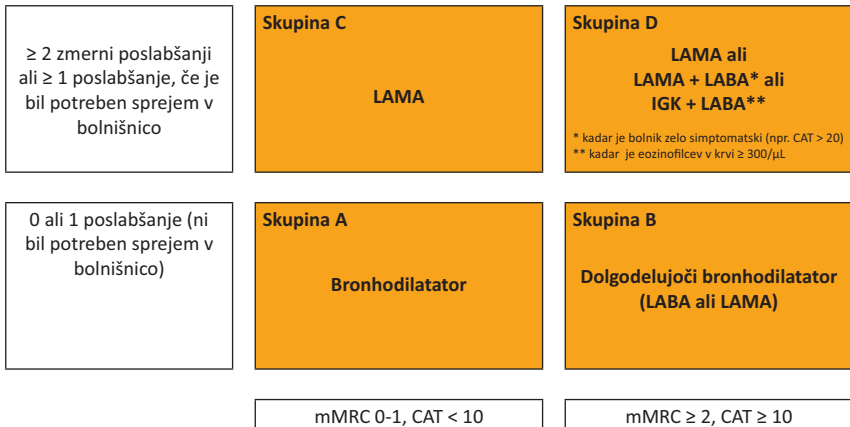 ≥ 2 zmerni poslabšanji
ali ≥ 1 poslabšanje, če je
bil potreben sprejem v
bolnišnico
Skupina C
LAMA
Skupina D
LAMA ali
LAMA + LABA* ali
IGK + LABA**
* kadar je bolnik zelo simptomatski (npr. CAT > 20)
** kadar je eozinofilcev v krvi ≥ 300/µL
0 ali 1 poslabšanje (ni
bil potreben sprejem v
bolnišnico)
Skupina A
Bronhodilatator
Skupina B
Dolgodelujoči bronhodilatator
(LABA ali LAMA)
mMRC 0-1, CAT < 10
mMRC ≥ 2, CAT ≥ 10